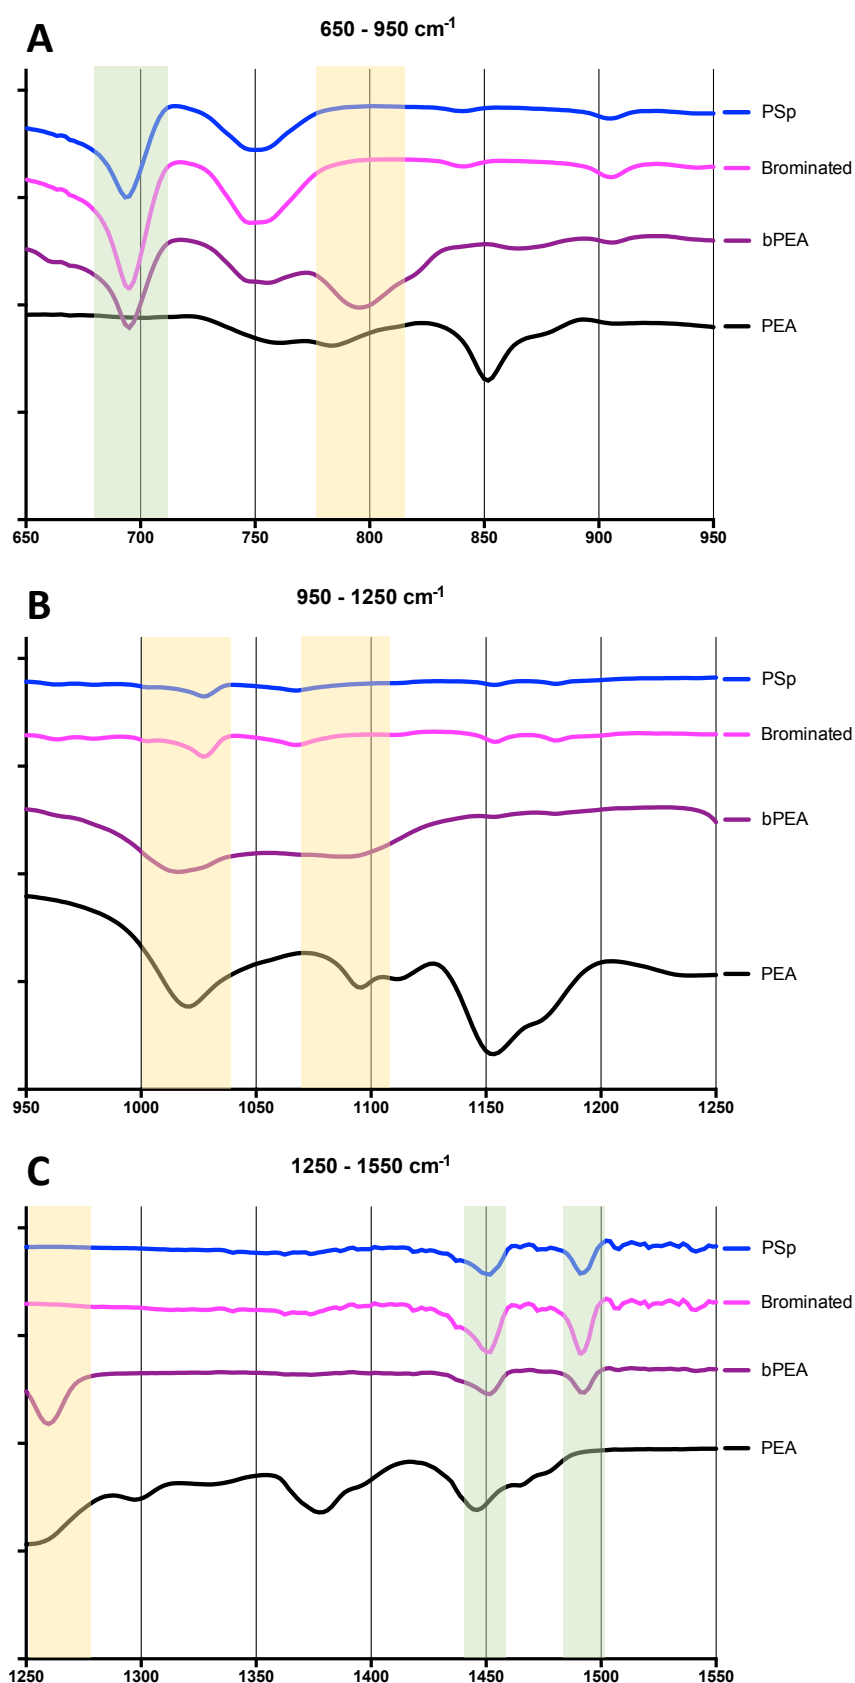 A
650 - 950 cm-1
PSp
Brominated
bPEA
PEA
650 700 750 800 850 900 950
B
950 - 1250 cm-1
PSp
Brominated
bPEA
PEA
950 1000 1050 1100 1150 1200 1250
C
1250 - 1550 cm-1
PSp
Brominated
bPEA
PEA
1250 1300 1350 1400 1450 1500 1550